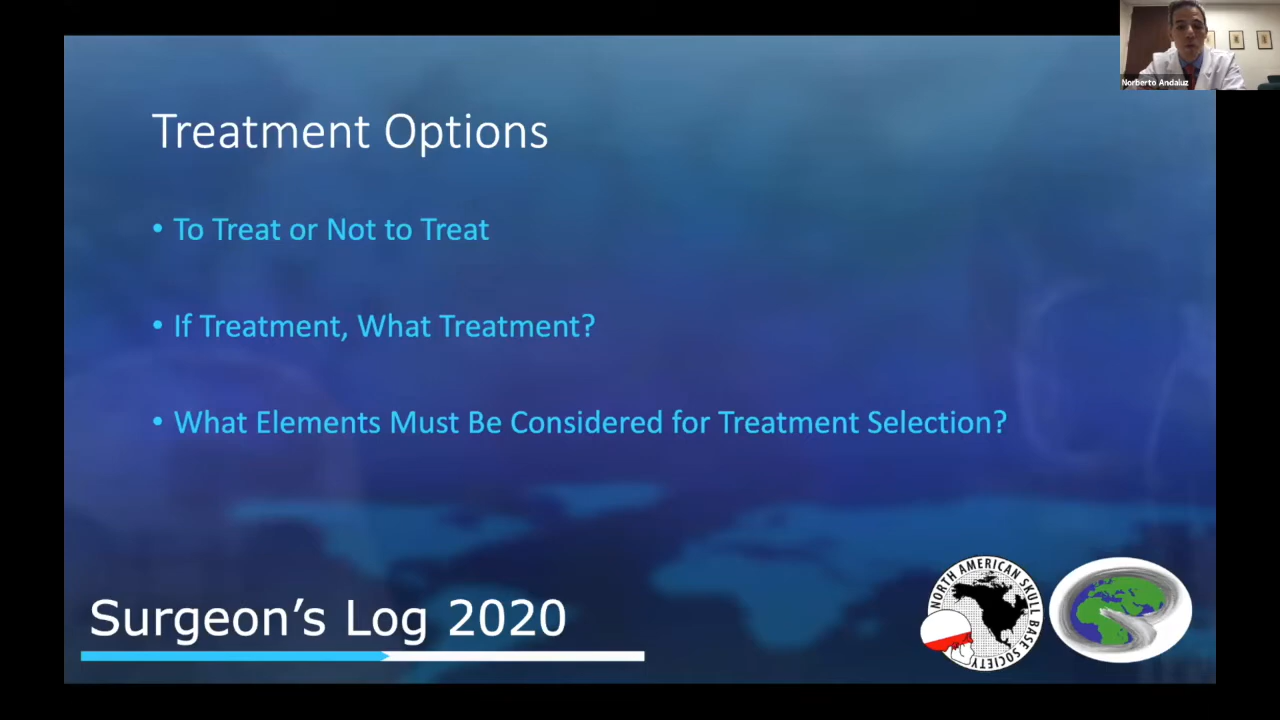 Norberto Andaluz
Treatment Options
• To Treat or Not to Treat
• If Treatment, What Treatment?
• What Elements Must Be Considered for Treatment Selection?
Surgeon’s Log 2020
NORTH AMERICAN SKULL BASE SOCIETY